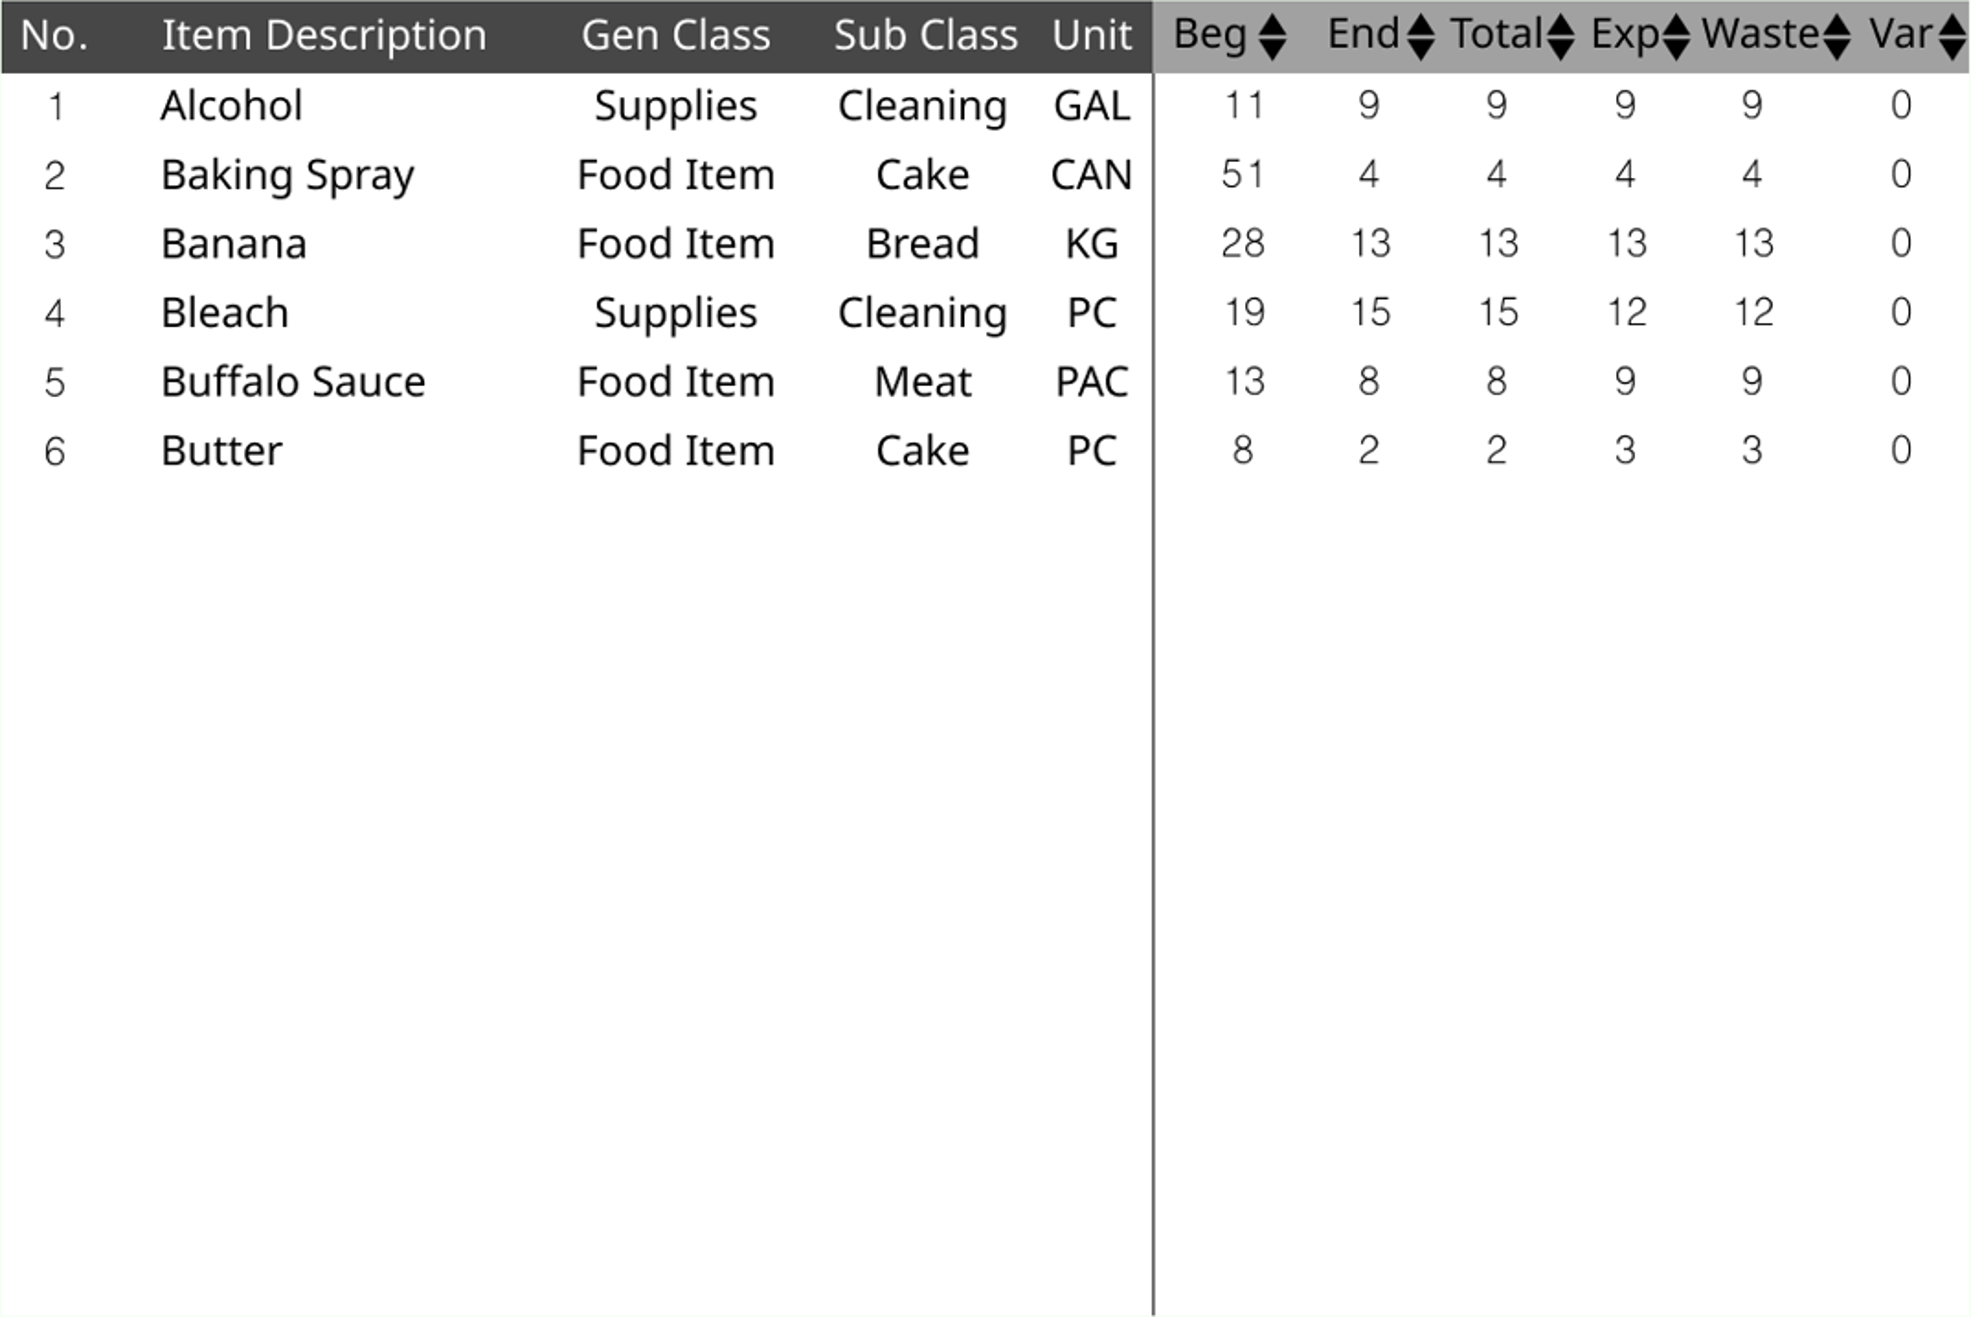 No. Item Description Gen Class Sub Class Unit Beg End Total Exp Waste Var
1 Alcohol Supplies Cleaning GAL 11 9 9 9 9 0
2 Baking Spray Food Item Cake CAN 51 4 4 4 4 0
3 Banana Food Item Bread KG 28 13 13 13 13 0
4 Bleach Supplies Cleaning PC 19 15 15 12 12 0
5 Buffalo Sauce Food Item Meat PAC 13 8 8 9 9 0
6 Butter Food Item Cake PC 8 2 2 3 3 0